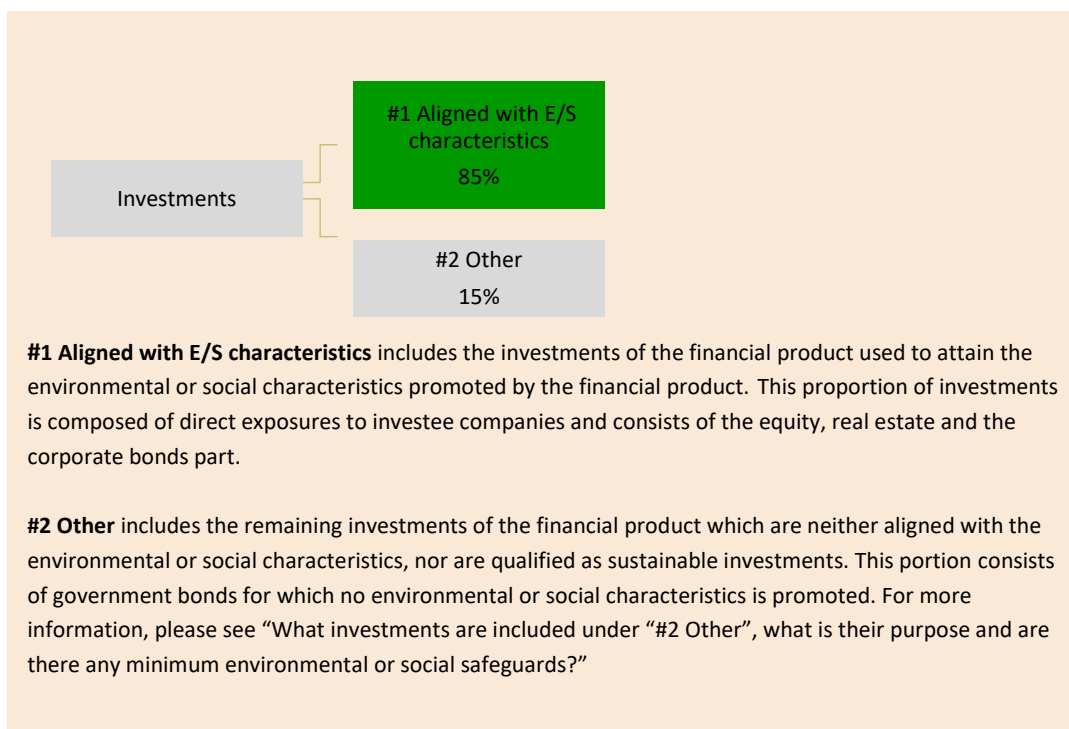 #1 Aligned with E/S
characteristics
85%
Investments
#2 Other
15%
#1 Aligned with E/S characteristics includes the investments of the financial product used to attain the
environmental or social characteristics promoted by the financial product. This proportion of investments
is composed of direct exposures to investee companies and consists of the equity, real estate and the
corporate bonds part.
#2 Other includes the remaining investments of the financial product which are neither aligned with the
environmental or social characteristics, nor are qualified as sustainable investments. This portion consists
of government bonds for which no environmental or social characteristics is promoted. For more
information, please see “What investments are included under “#2 Other”, what is their purpose and are
there any minimum environmental or social safeguards?”